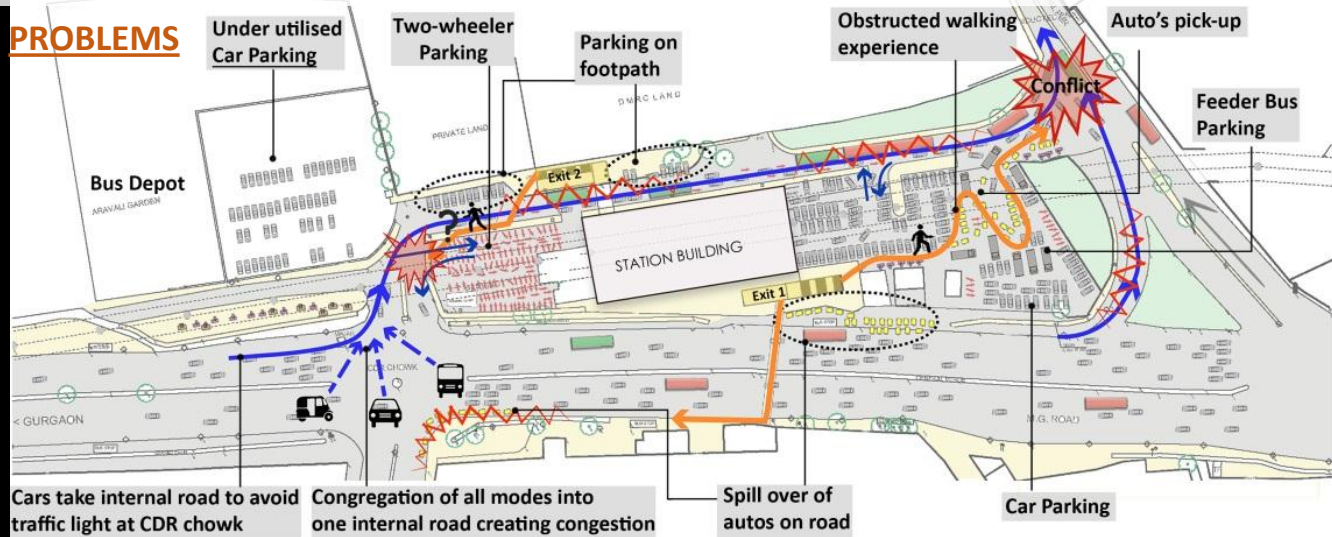 PROBLEMS
Under utilised
Car Parking
Two-wheeler
Parking
Parking on
footpath
Obstructed walking
experience
Auto's pick-up
Conflict
Feeder Bus
Parking
DMRC LAND
PRIVATE LAND
Bus Depot
ARAVALI GARDEN
Exit 2
?
STATION BUILDING
Exit 1
CDR CHOWK
< GURGAON
M.G. ROAD
Cars take internal road to avoid
traffic light at CDR chowk
Congregation of all modes into
one internal road creating congestion
Spill over of
autos on road
Car Parking